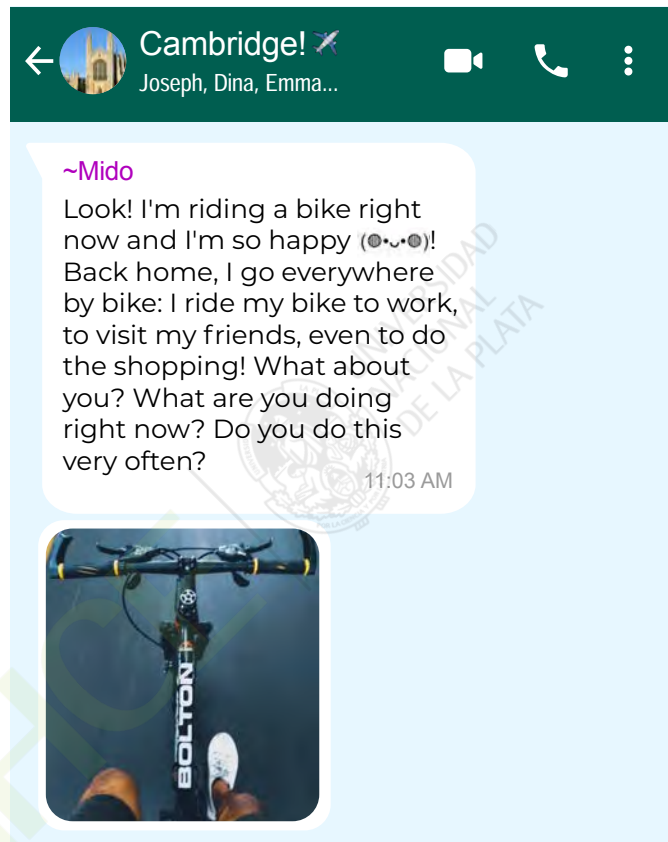 Cambridge!
Joseph, Dina, Emma...
~Mido
Look! I'm riding a bike right
now and I'm so happy (◍•ᴗ•◍)!
Back home, I go everywhere
by bike: I ride my bike to work,
to visit my friends, even to do
the shopping! What about
you? What are you doing
right now? Do you do this
very often?
11:03 AM
UNIVERSIDAD
NACIONAL
DE LA PLATA
BOLTON